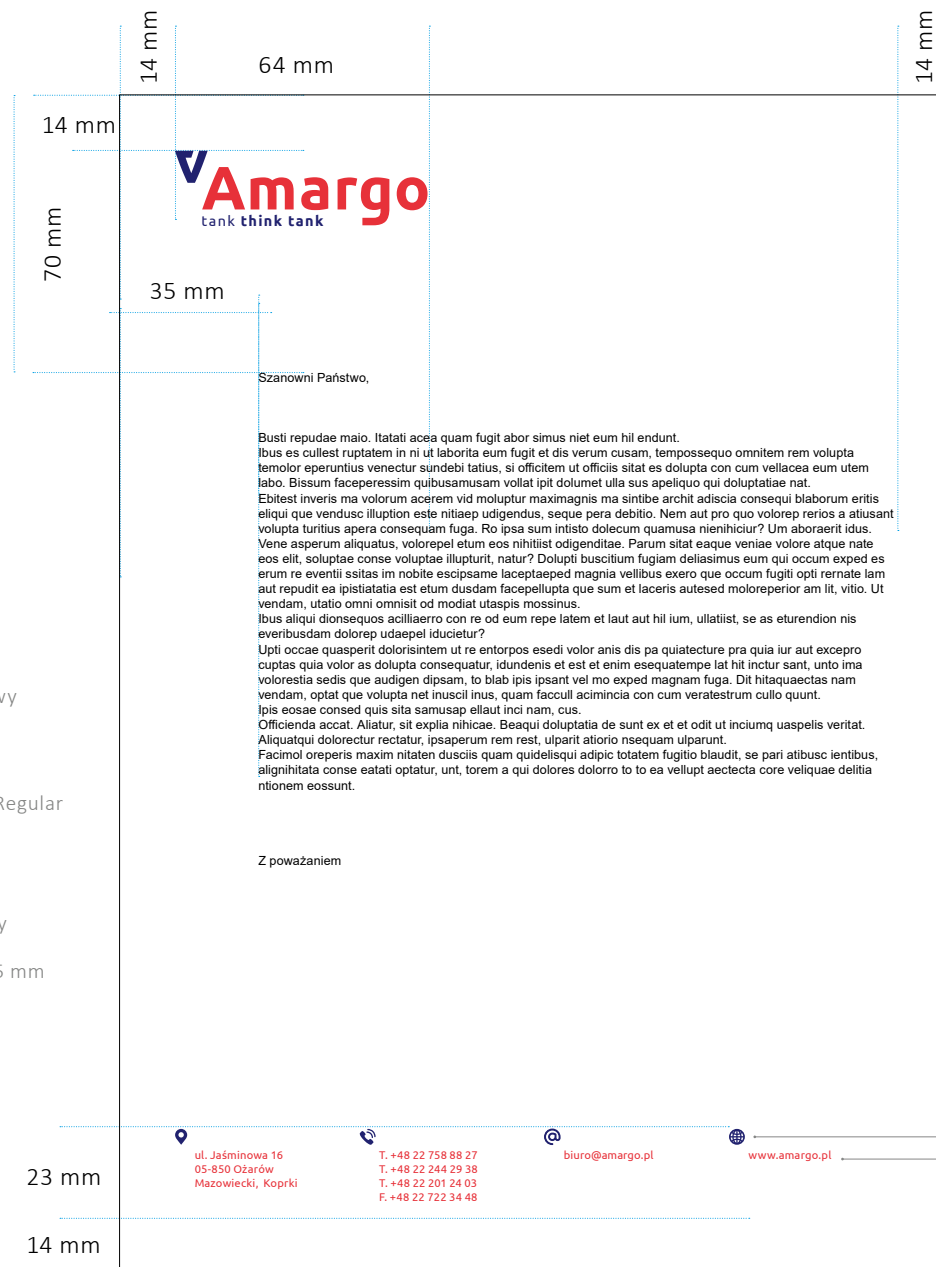 14 mm
64 mm
14 mm
14 mm
Amargo
tank think tank
70 mm
35 mm
Szanowni Państwo,
Busti repudae maio. Itatati acea quam fugit abor simus niet eum hil endunt.
Ibus es cullest ruptatem in ni ut laborita eum fugit et dis verum cusam, tempossequo omnitem rem volupta
temolor eperuntius venectur sundebi tatius, si officitem ut officiis sitat es dolupta con cum vellacea eum utem
labo. Bissum faceperessim quibusamusam vollat ipit dolumet ulla sus apeliquo qui doluptatiae nat.
Ebitest inveris ma volorum acerem vid moluptur maximagnis ma sintibe archit adiscia consequi blaborum eritis
eliqui que vendusc illuption este nitiaep udigendus, seque pera debitio. Nem aut pro quo volorep rerios a atiusant
volupta turitius apera consequam fuga. Ro ipsa sum intisto dolecum quamusa nienihiciur? Um aboraerit idus.
Vene asperum aliquatus, volorepel etum eos nihitiist odigenditae. Parum sitat eaque veniae volore atque nate
eos elit, soluptae conse voluptae illupturit, natur? Dolupti buscitium fugiam deliasimus eum qui occum exped es
erum re eventii ssitas im nobite escipsame laceptaeped magnia vellibus exero que occum fugiti opti rernate lam
aut repudit ea ipistiatatia est etum dusdam facepellupta que sum et laceris autesed moloreperior am lit, vitio. Ut
vendam, utatio omni omnisit od modiat utaspis mossinus.
Ibus aliqui dionsequos acilliaerro con re od eum repe latem et laut aut hil ium, ullatiist, se as eturendion nis
everibusdam dolorep udaepel iducietur?
Upti occae quasperit dolorisintem ut re entorpos esedi volor anis dis pa quiatecture pra quia iur aut excepro
cuptas quia volor as dolupta consequatur, idundenis et est et enim esequatempe lat hit inctur sant, unto ima
volorestia sedis que audigen dipsam, to blab ipis ipsant vel mo exped magnam fuga. Dit hitaquaectas nam
vendam, optat que volupta net inuscil inus, quam faccull acimincia con cum veratestrum cullo quunt.
Ipis eosae consed quis sita samusap ellaut inci nam, cus.
Officienda accat. Aliatur, sit explia nihicae. Beaqui doluptatia de sunt ex et et odit ut inciumq uaspelis veritat.
Aliquatqui dolorectur rectatur, ipsaperum rem rest, ulparit atiorio nsequam ulparunt.
Facimol oreperis maxim nitaten dusciis quam quidelisqui adipic totatem fugitio blaudit, se pari atibusc ientibus,
alignihitata conse eatati optatur, unt, torem a qui dolores dolorro to to ea vellupt aectecta core veliquae delitia
ntionem eossunt.
Regular
Z poważaniem
mm
ul. Jaśminowa 16
05-850 Ożarów
Mazowiecki, Koprki
T. +48 22 758 88 27
T. +48 22 244 29 38
T. +48 22 201 24 03
F. +48 22 722 34 48
biuro@amargo.pl
www.amargo.pl
23 mm
14 mm